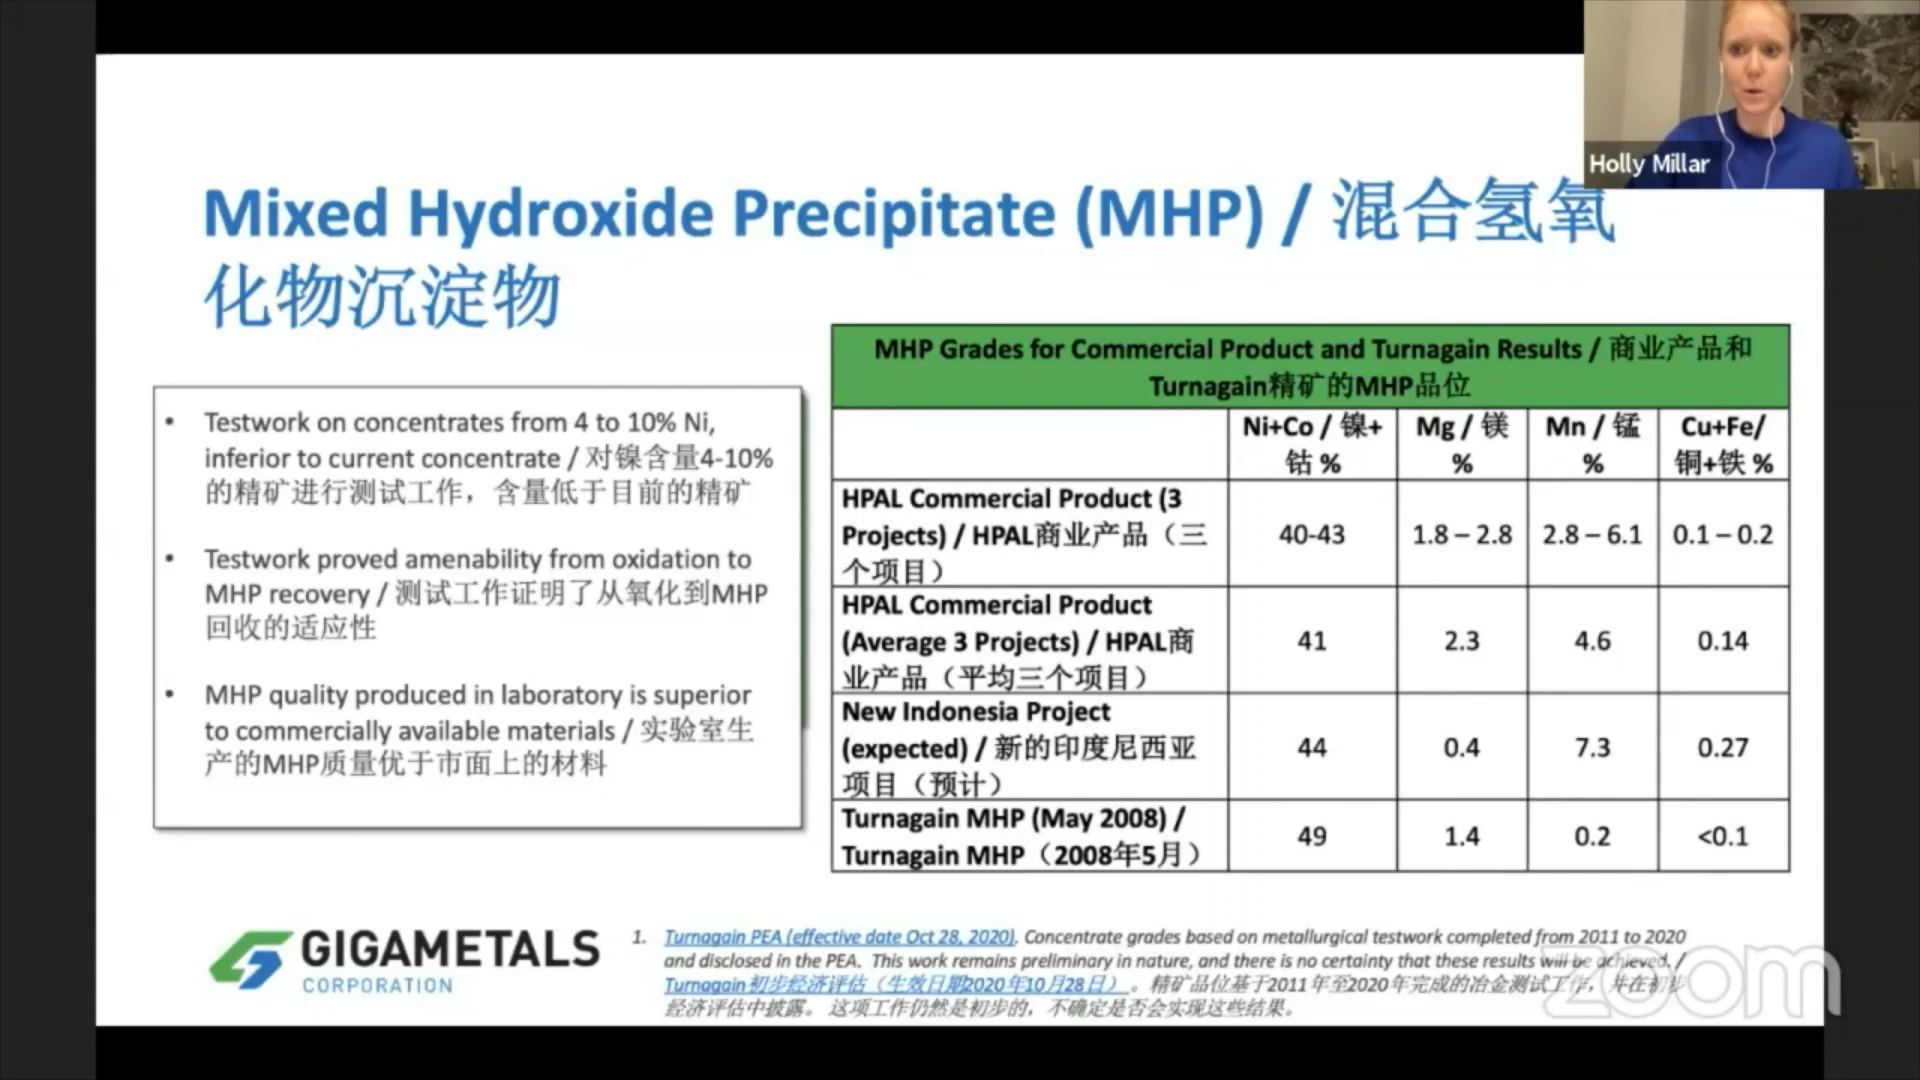 Holly Millar
Mixed Hydroxide Precipitate (MHP) / 混合氢氧
化物沉淀物
• Testwork on concentrates from 4 to 10% Ni,
inferior to current concentrate / 对镍含量4-10%
的精矿进行测试工作，含量低于目前的精矿
• Testwork proved amenability from oxidation to
MHP recovery / 测试工作证明了从氧化到MHP
回收的适应性
• MHP quality produced in laboratory is superior
to commercially available materials / 实验室生
产的MHP质量优于市面上的材料
MHP Grades for Commercial Product and Turnagain Results / 商业产品和
Turnagain精矿的MHP品位
Ni+Co / 镍+ Mg / 镁 Mn / 锰 Cu+Fe/
钴 % % % 铜+铁 %
HPAL Commercial Product (3
Projects) / HPAL商业产品（三 40-43 1.8 – 2.8 2.8 – 6.1 0.1 – 0.2
个项目）
HPAL Commercial Product
(Average 3 Projects) / HPAL商 41 2.3 4.6 0.14
业产品（平均三个项目）
New Indonesia Project
(expected) / 新的印度尼西亚 44 0.4 7.3 0.27
项目（预计）
Turnagain MHP (May 2008) /
Turnagain MHP（2008年5月） 49 1.4 0.2 <0.1
GIGAMETALS
CORPORATION
1. Turnagain PEA (effective date Oct 28, 2020). Concentrate grades based on metallurgical testwork completed from 2011 to 2020
and disclosed in the PEA. This work remains preliminary in nature, and there is no certainty that these results will be achieved. /
Turnagain初步经济评估（生效日期2020年10月28日）。精矿品位基于2011年至2020年完成的冶金测试工作，并在初步
经济评估中披露。 这项工作仍然是初步的，不确定是否会实现这些结果。
zoom